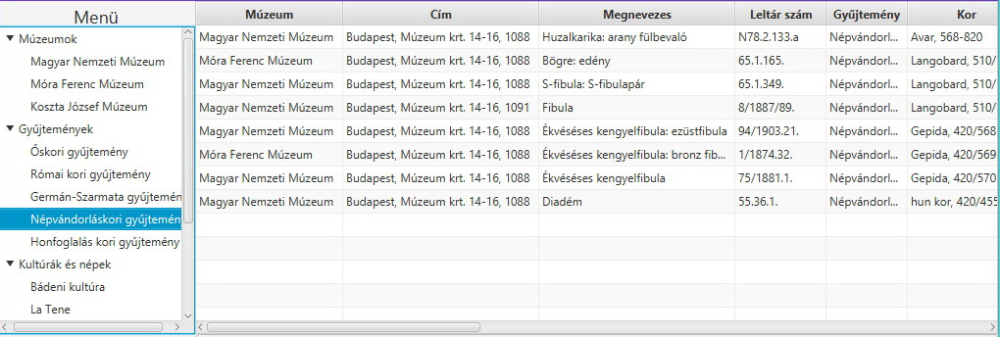 Menü
Múzeumok
Magyar Nemzeti Múzeum
Móra Ferenc Múzeum
Koszta József Múzeum
Gyűjtemények
Őskori gyűjtemény
Római kori gyűjtemény
Germán-Szarmata gyűjtemén
Népvándorláskori gyűjtemény
Honfoglalás kori gyűjtemény
Kultúrák és népek
Bádeni kultúra
La Tene
Múzeum Cím Megnevezes Leltár szám Gyűjtemény Kor
Magyar Nemzeti Múzeum Budapest, Múzeum krt. 14-16, 1088 Huzalkarika: arany fülbevaló N78.2.133.a Népvándorl... Avar, 568-820
Móra Ferenc Múzeum Budapest, Múzeum krt. 14-16, 1088 Bögre: edény 65.1.165. Népvándorl... Langobard, 510/
Magyar Nemzeti Múzeum Budapest, Múzeum krt. 14-16, 1088 S-fibula: S-fibulapár 65.1.349. Népvándorl... Langobard, 510/
Magyar Nemzeti Múzeum Budapest, Múzeum krt. 14-16, 1091 Fibula 8/1887/89. Népvándorl... Langobard, 510/
Magyar Nemzeti Múzeum Budapest, Múzeum krt. 14-16, 1088 Ékvéséses kengyelfibula: ezüstfibula 94/1903.21. Népvándorl... Gepida, 420/568
Móra Ferenc Múzeum Budapest, Múzeum krt. 14-16, 1088 Ékvéséses kengyelfibula: bronz fib... 1/1874.32. Népvándorl... Gepida, 420/569
Magyar Nemzeti Múzeum Budapest, Múzeum krt. 14-16, 1088 Ékvéséses kengyelfibula 75/1881.1. Népvándorl... Gepida, 420/570
Magyar Nemzeti Múzeum Budapest, Múzeum krt. 14-16, 1088 Diadém 55.36.1. Népvándorl... hun kor, 420/455